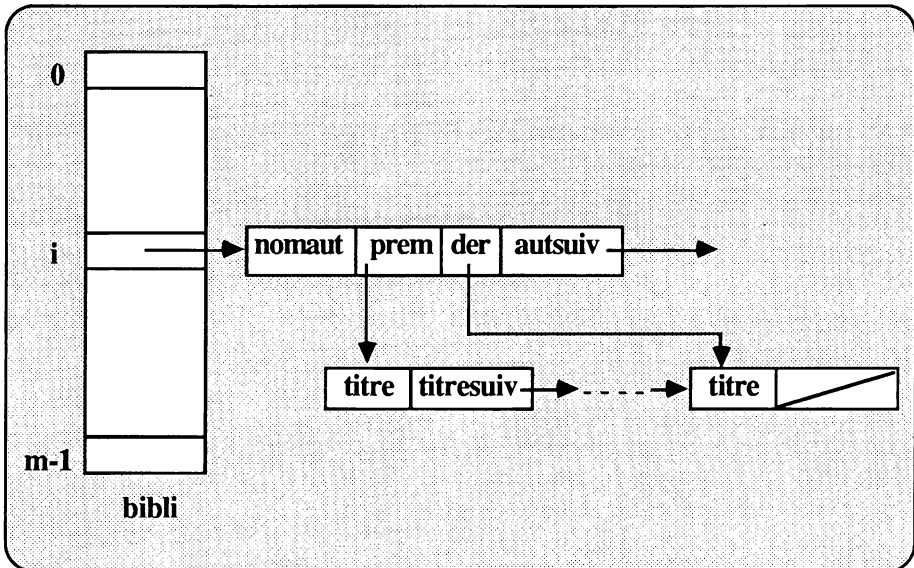 0
i
nomaut prem der autsuiv
titre titresuiv titre
m-1
bibli